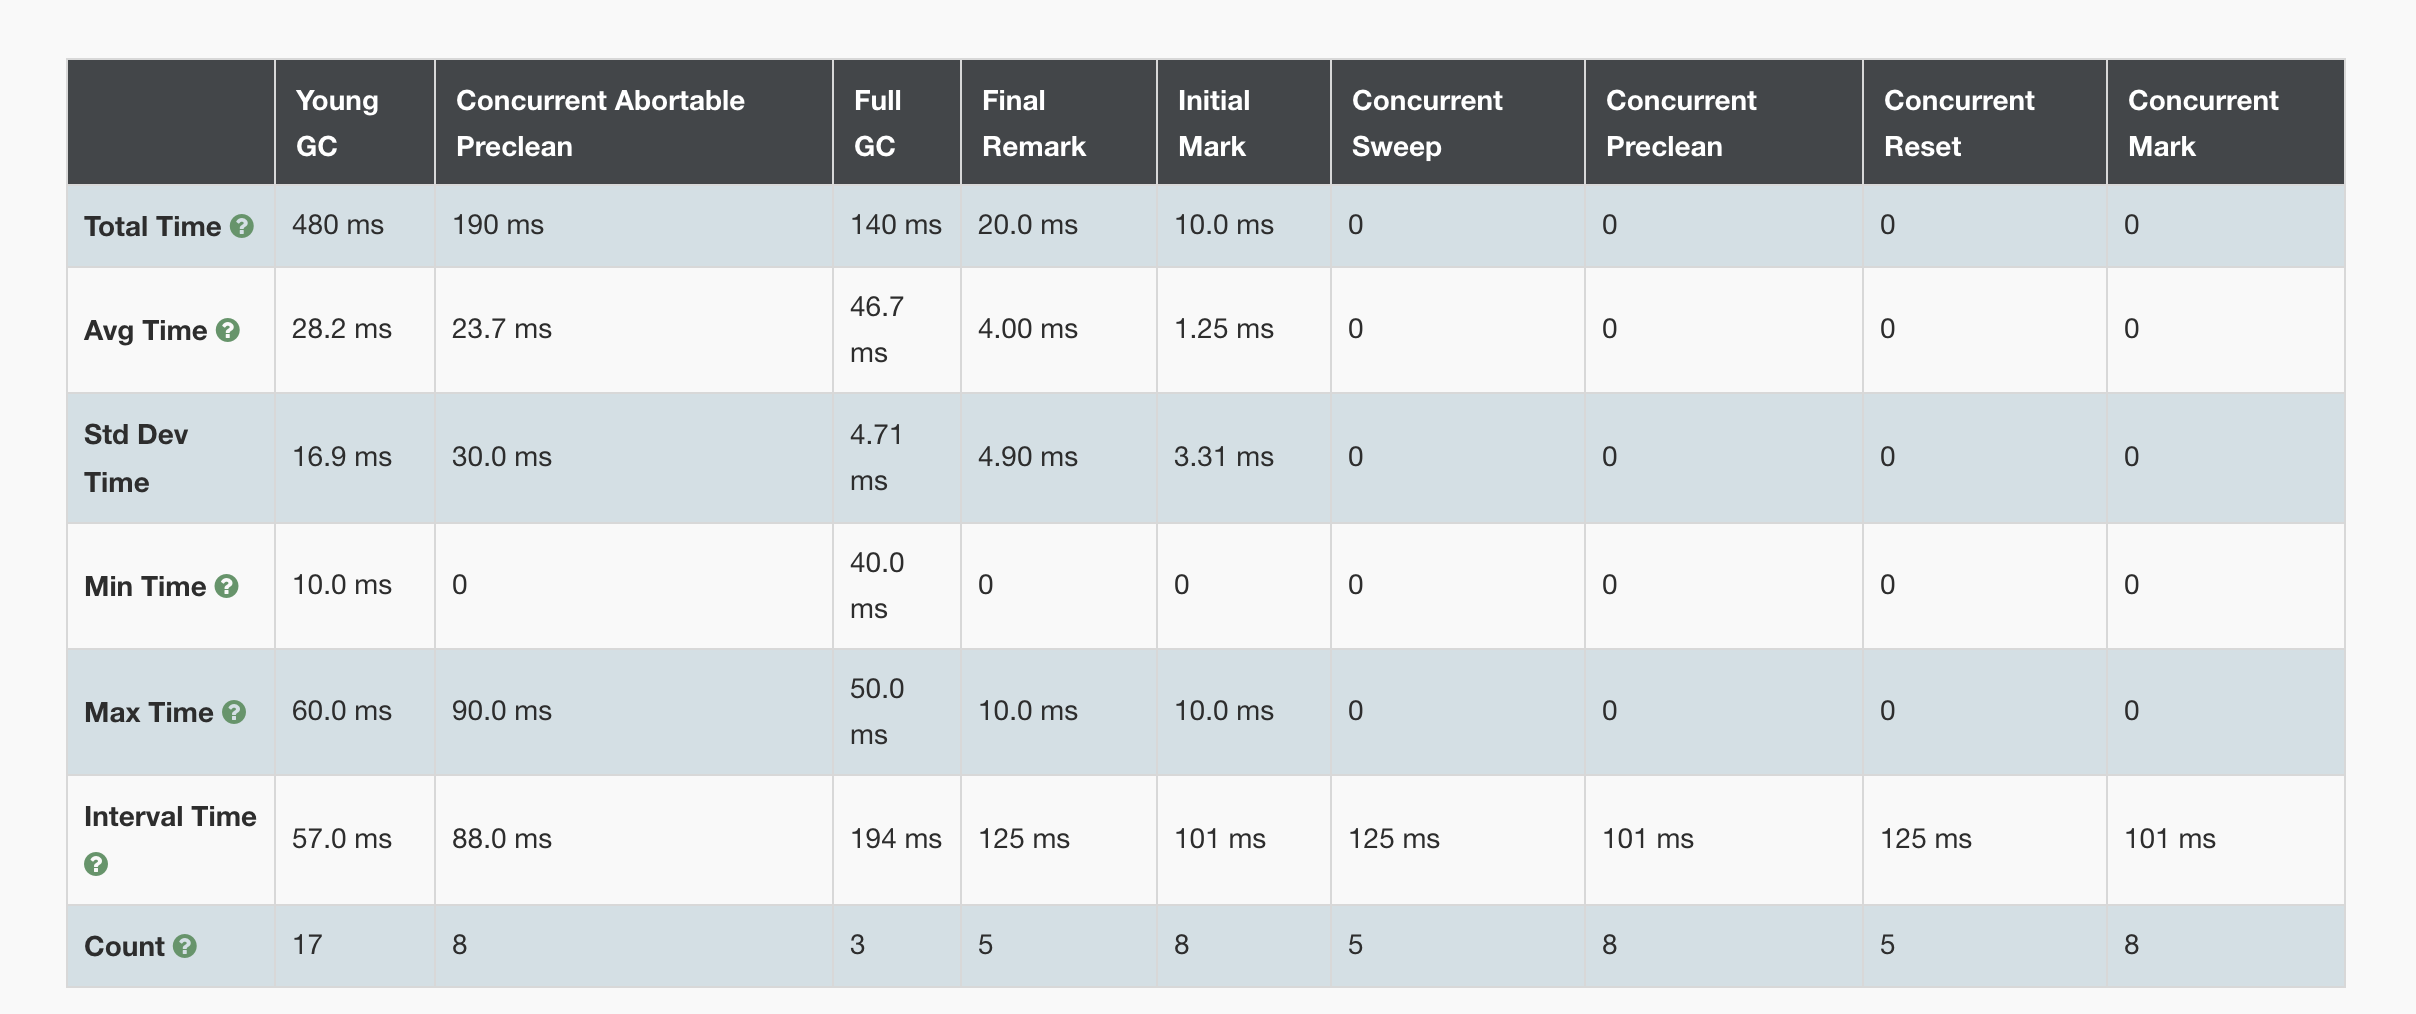 Young GC	Concurrent Abortable Preclean	Full GC	Final Remark	Initial Mark	Concurrent Sweep	Concurrent Preclean	Concurrent Reset	Concurrent Mark
Total Time	480 ms	190 ms	140 ms	20.0 ms	10.0 ms	0	0	0	0
Avg Time	28.2 ms	23.7 ms	46.7 ms	4.00 ms	1.25 ms	0	0	0	0
Std Dev Time	16.9 ms	30.0 ms	4.71 ms	4.90 ms	3.31 ms	0	0	0	0
Min Time	10.0 ms	0	40.0 ms	0	0	0	0	0	0
Max Time	60.0 ms	90.0 ms	50.0 ms	10.0 ms	10.0 ms	0	0	0	0
Interval Time	57.0 ms	88.0 ms	194 ms	125 ms	101 ms	125 ms	101 ms	125 ms	101 ms
Count	17	8	3	5	8	5	8	5	8